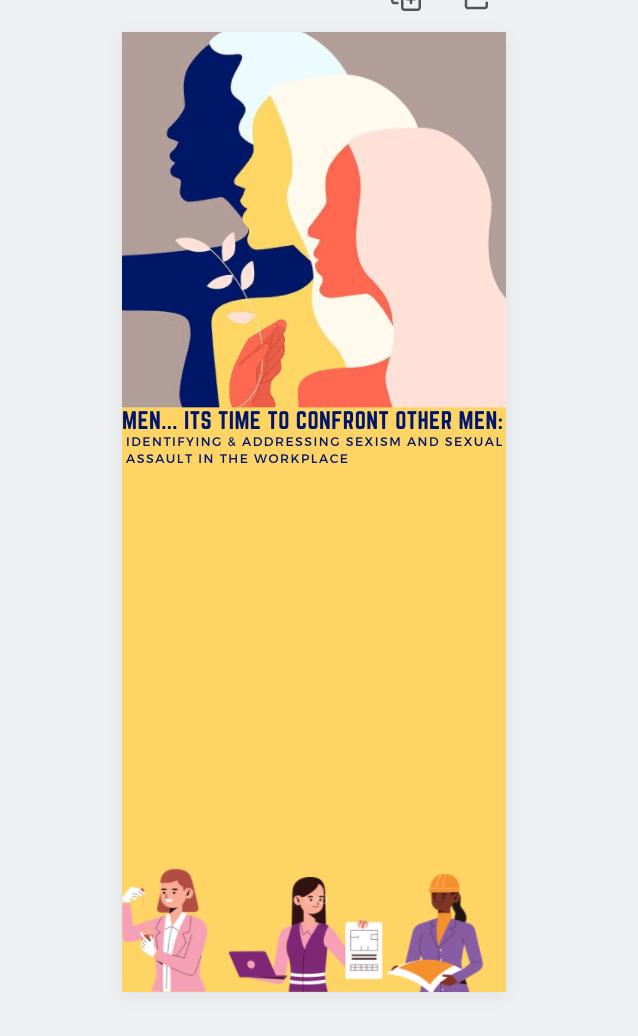 MEN... ITS TIME TO CONFRONT OTHER MEN:
IDENTIFYING & ADDRESSING SEXISM AND SEXUAL
ASSAULT IN THE WORKPLACE